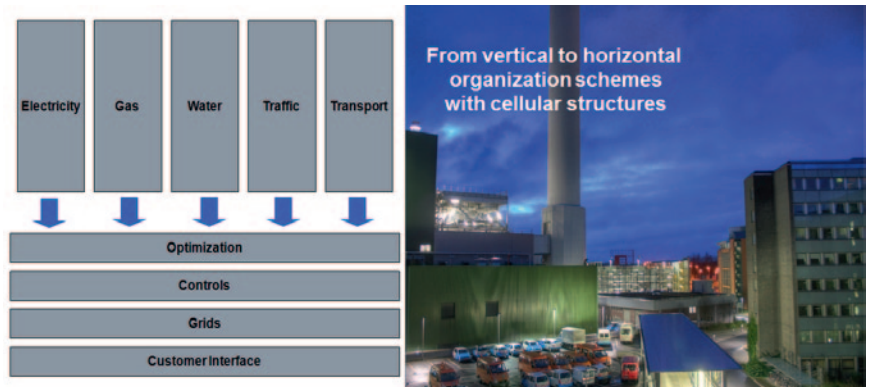 Electricity
Gas
Water
Traffic
Transport
Optimization
Controls
Grids
Customer Interface
From vertical to horizontal
organization schemes
with cellular structures